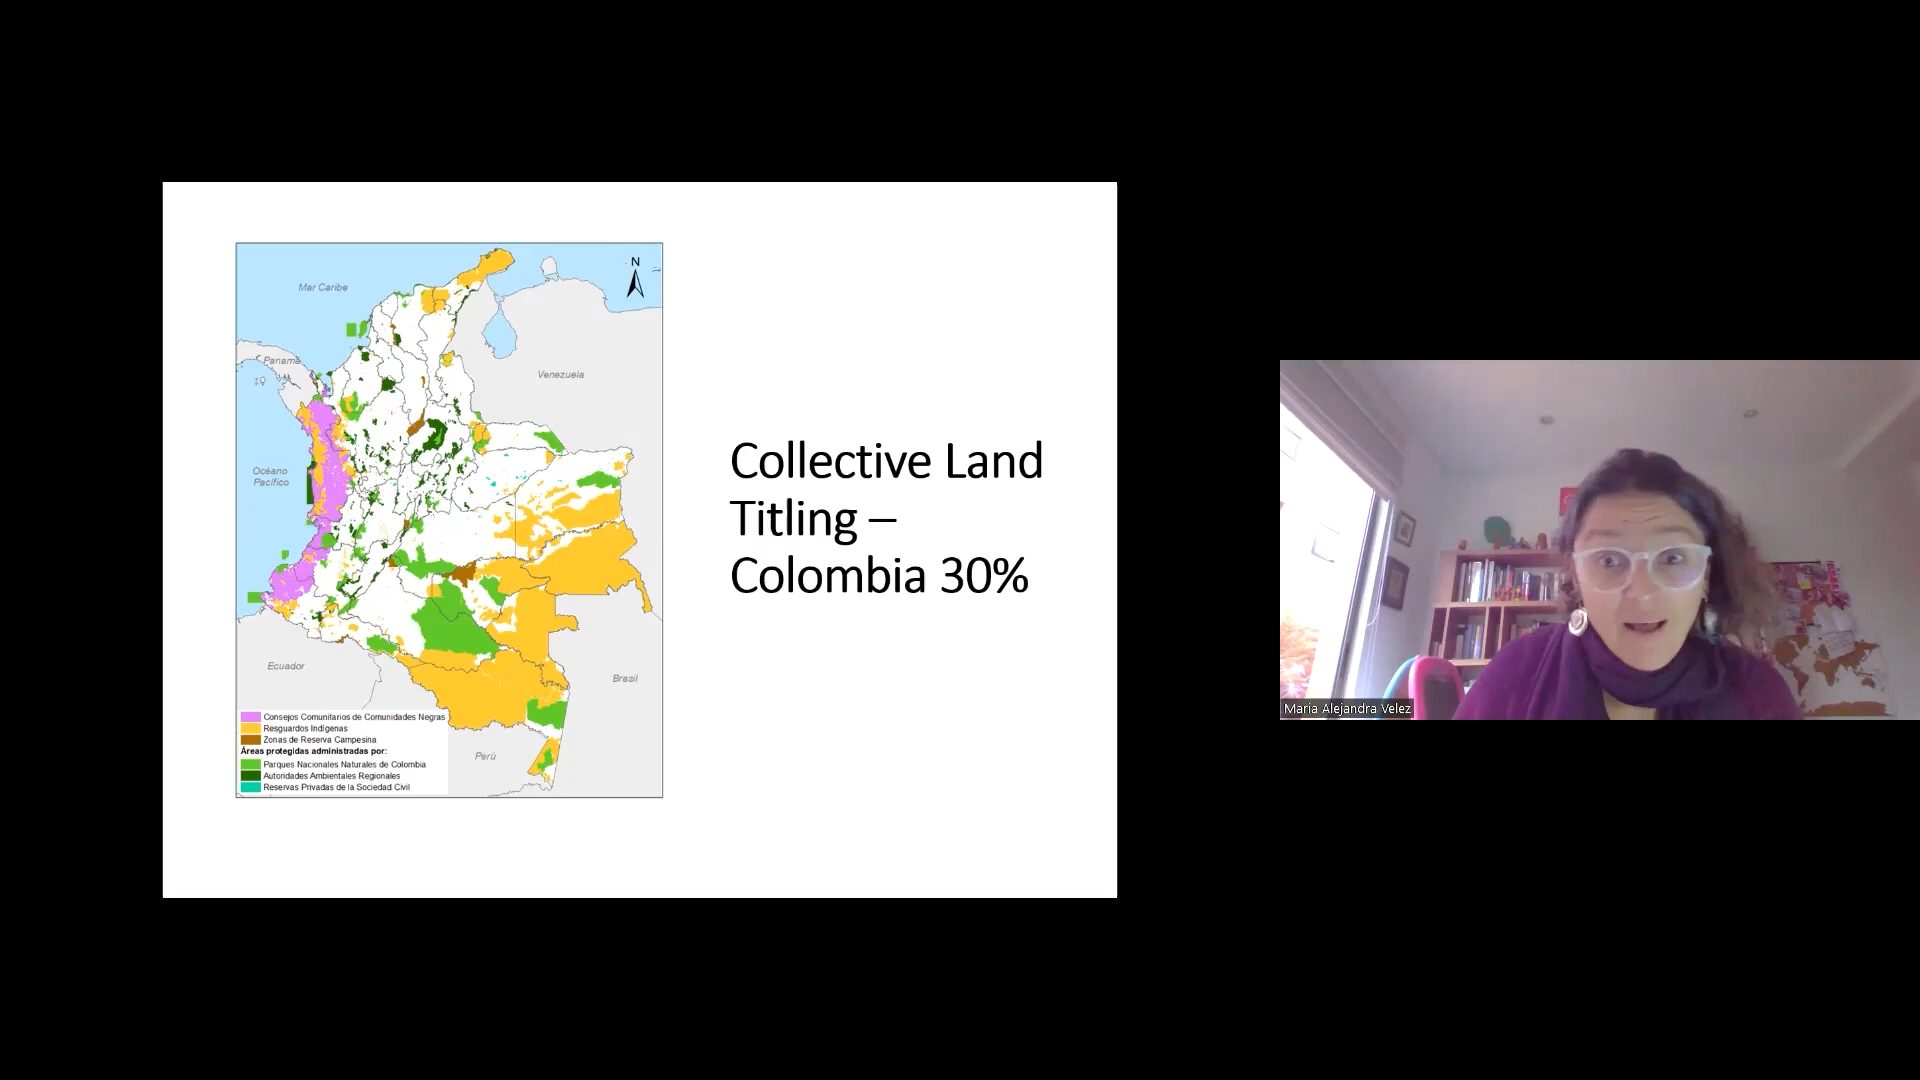 N
Mar Caribe
Panamá
Venezuela
Océano
Pacífico
Ecuador
Brasil
Perú
Consejos Comunitarios de Comunidades Negras
Resguardos Indígenas
Zonas de Reserva Campesina
Áreas protegidas administradas por:
Parques Nacionales Naturales de Colombia
Autoridades Ambientales Regionales
Reservas Privadas de la Sociedad Civil
Collective Land
Titling –
Colombia 30%
Maria Alejandra Velez